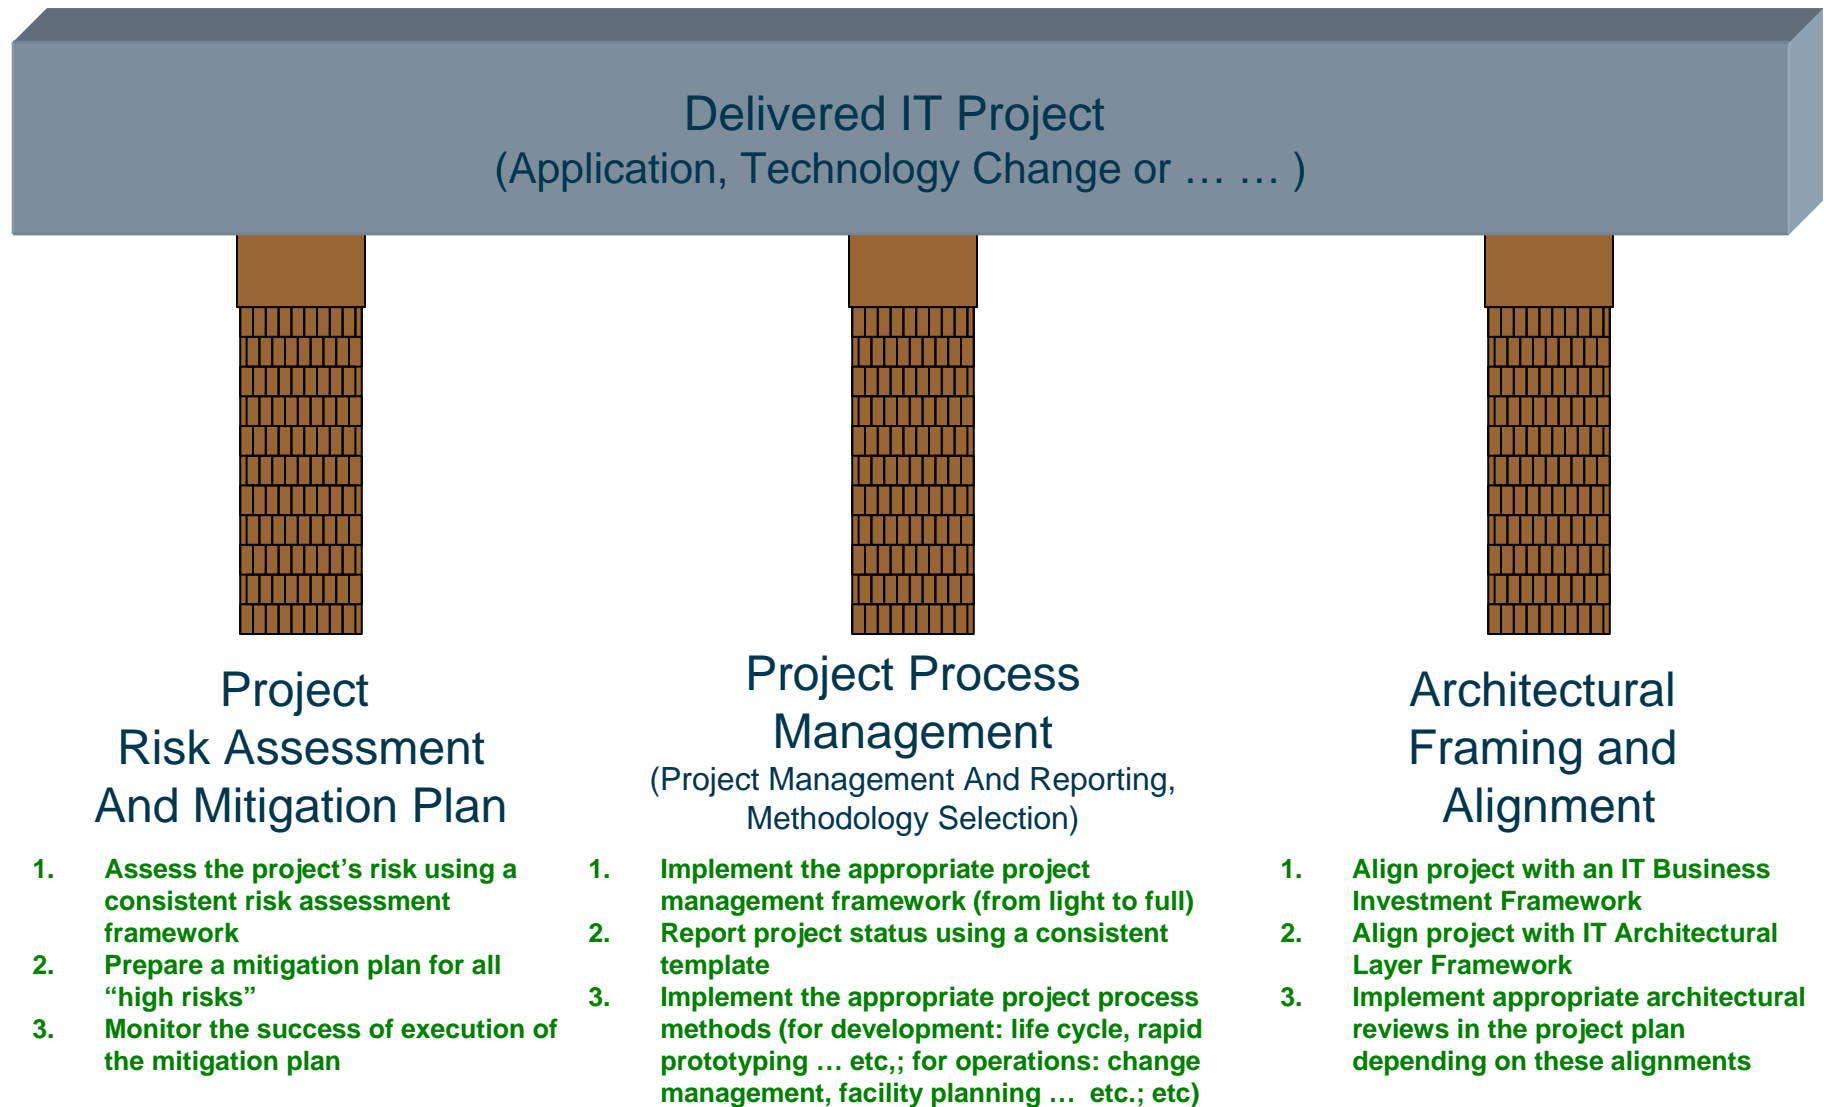 Delivered IT Project
(Application, Technology Change or … … )
Project
Risk Assessment
And Mitigation Plan
1. Assess the project’s risk using a
consistent risk assessment
framework
2. Prepare a mitigation plan for all
“high risks”
3. Monitor the success of execution of
the mitigation plan
Project Process
Management
(Project Management And Reporting,
Methodology Selection)
1. Implement the appropriate project
management framework (from light to full)
2. Report project status using a consistent
template
3. Implement the appropriate project process
methods (for development: life cycle, rapid
prototyping … etc,; for operations: change
management, facility planning … etc.; etc)
Architectural
Framing and
Alignment
1. Align project with an IT Business
Investment Framework
2. Align project with IT Architectural
Layer Framework
3. Implement appropriate architectural
reviews in the project plan
depending on these alignments